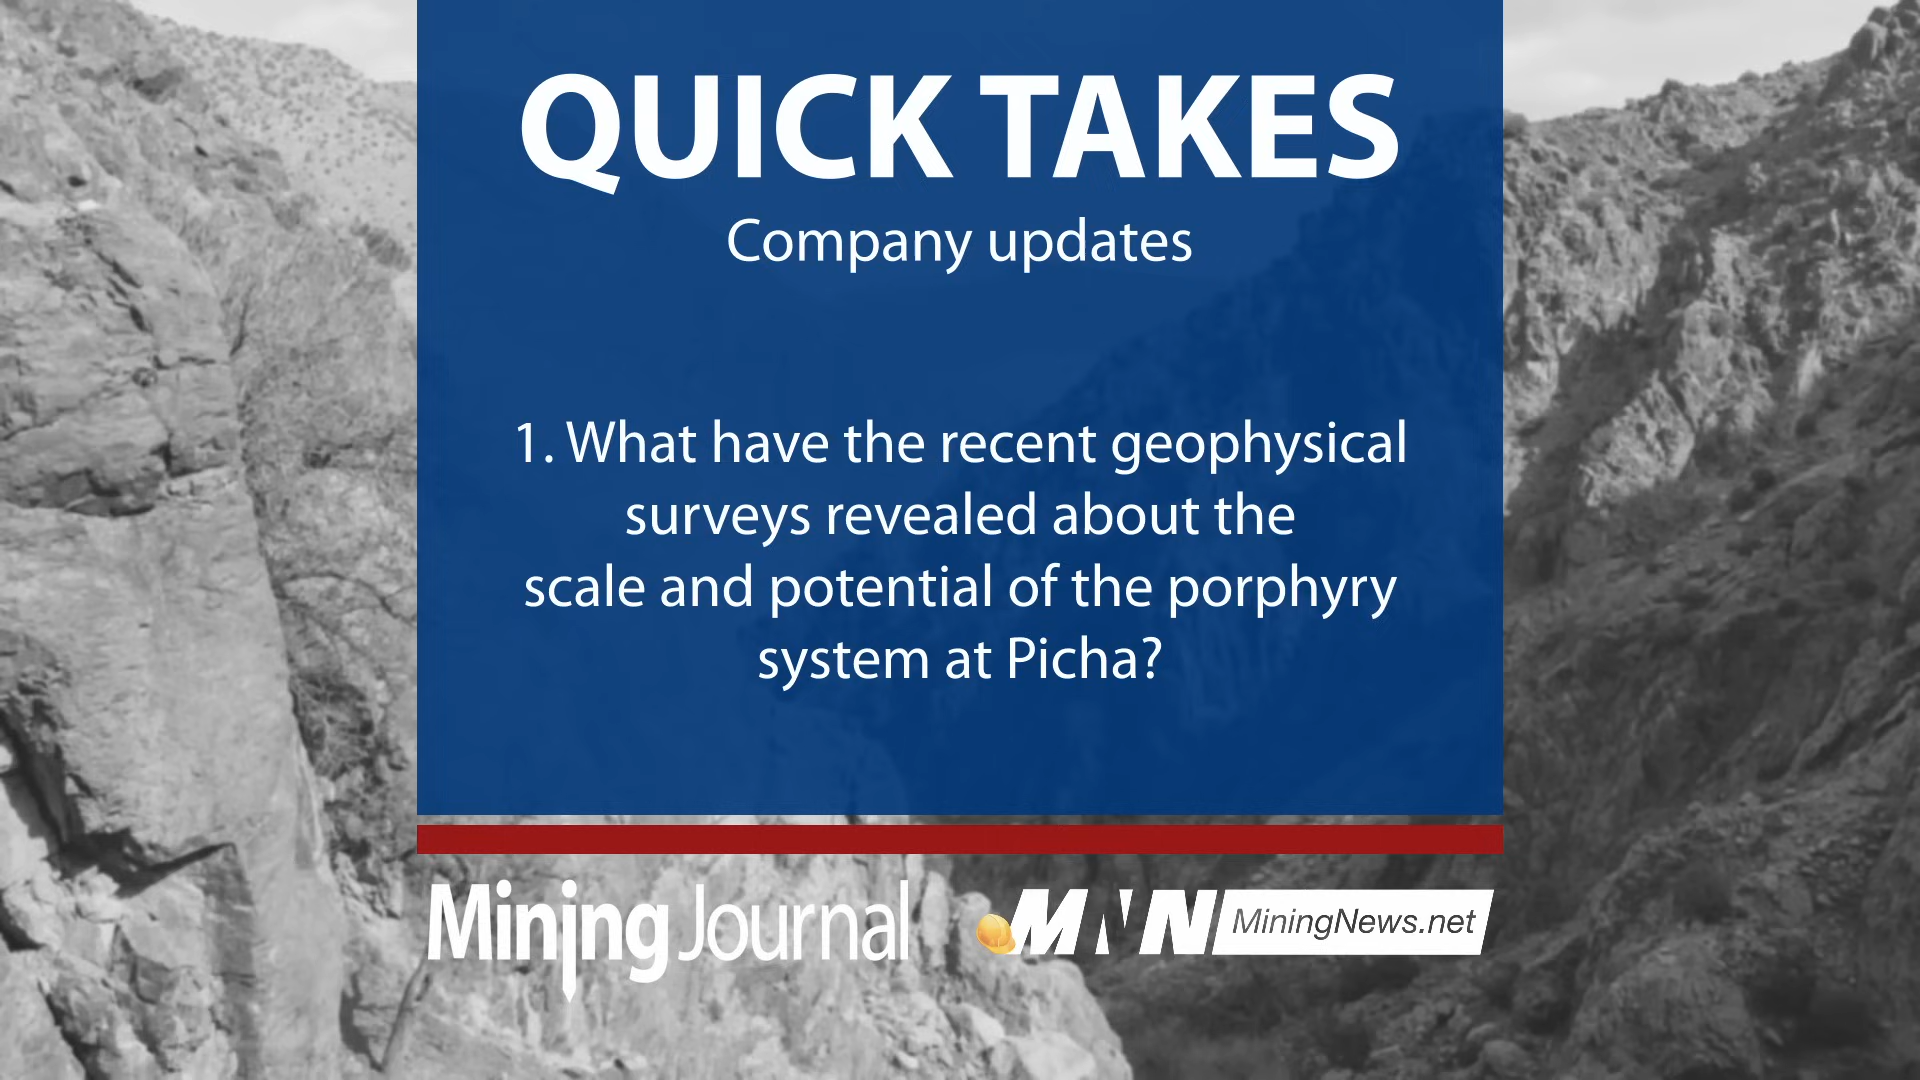 QUICK TAKES
Company updates
1. What have the recent geophysical
surveys revealed about the
scale and potential of the porphyry
system at Picha?
Mining Journal
MNN MiningNews.net